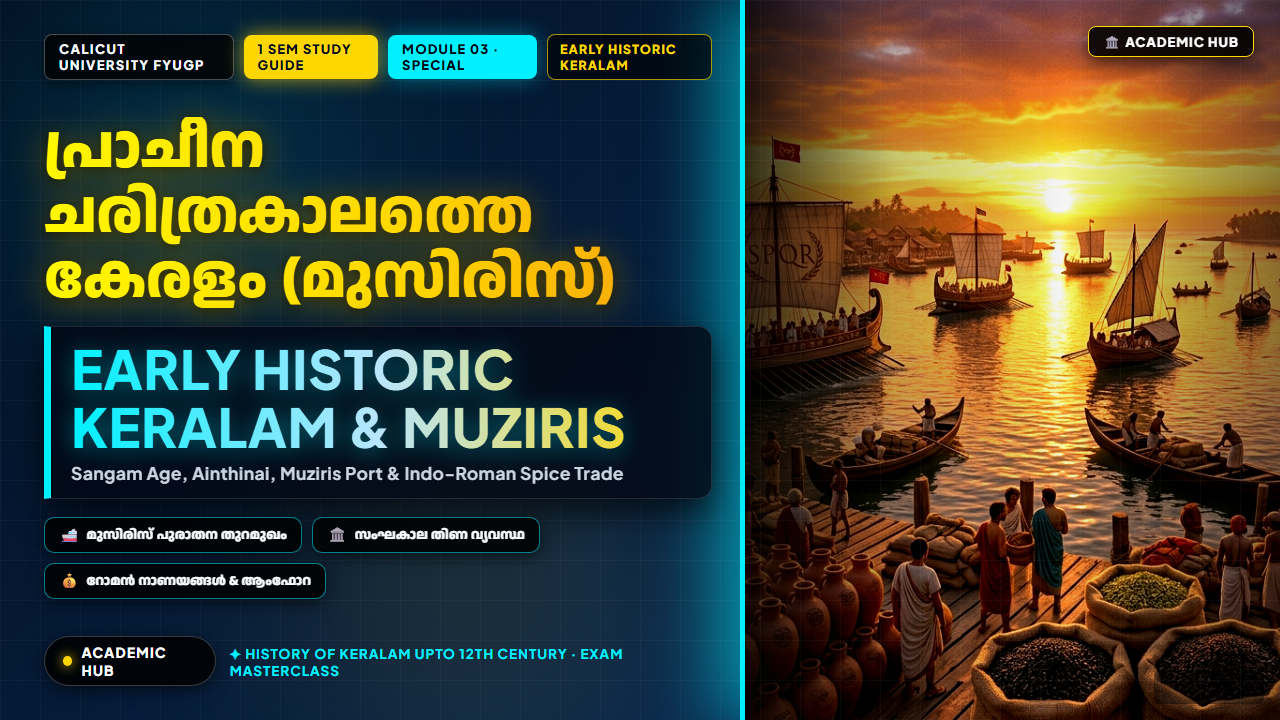 CALICUT
UNIVERSITY FYUGP
1 SEM STUDY
GUIDE
MODULE 03 ·
SPECIAL
EARLY HISTORIC
KERALAM
🏛️ ACADEMIC HUB
പ്രാചീന
ചരിത്രകാലത്തെ
കേരളം (മുസിരിസ്)
SPQR
EARLY HISTORIC
KERALAM & MUZIRIS
Sangam Age, Ainthinai, Muziris Port & Indo-Roman Spice Trade
🚢 മുസിരിസ് പുരാതന തുറമുഖം
🏛️ സംഘകാല തിണ വ്യവസ്ഥ
💰 റോമൻ നാണയങ്ങൾ & ആംഫോറ
ACADEMIC
HUB
✦ HISTORY OF KERALAM UPTO 12TH CENTURY · EXAM
MASTERCLASS